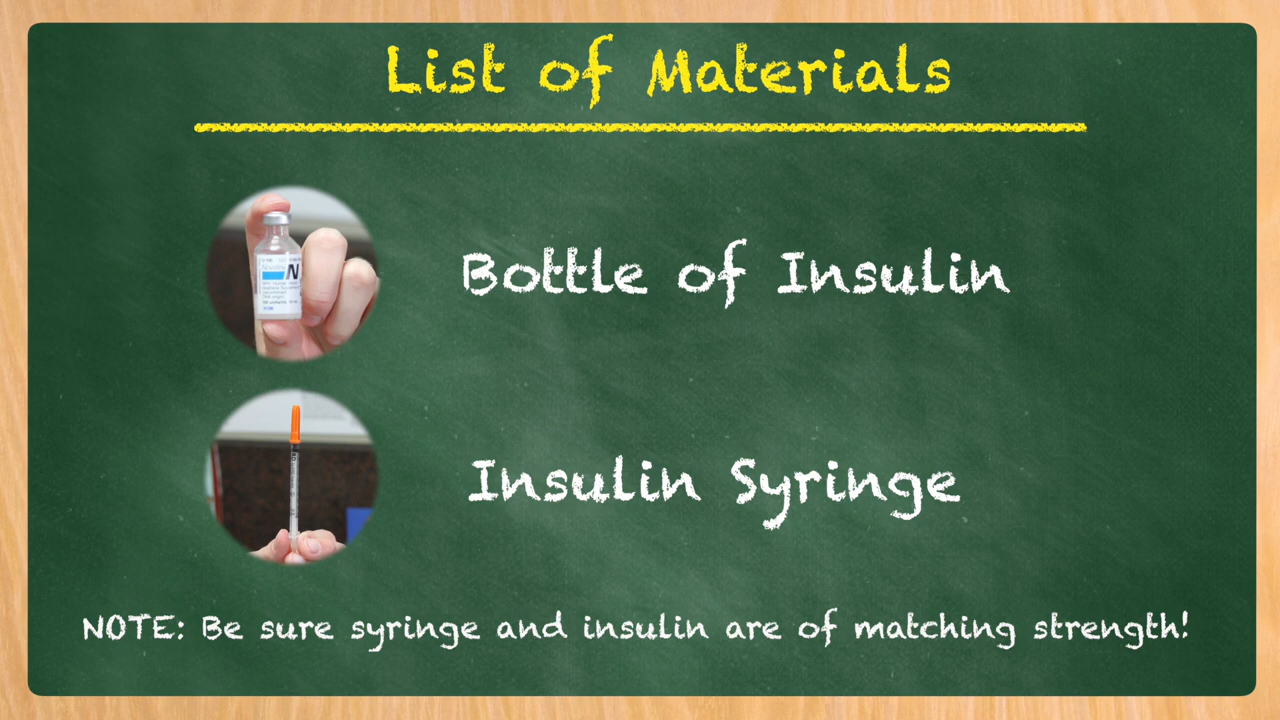 List of Materials
Bottle of Insulin
N
Insulin Syringe
NOTE: Be sure syringe and insulin are of matching strength!